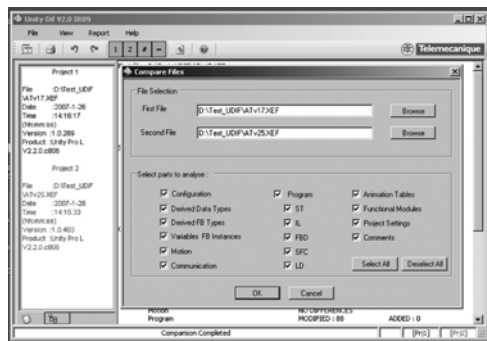 Unity Dif V2.0 IR09
File View Report Help
1 2 # =
Telemecanique
Project 1
File :D:\Test_UDIF
\ATv17.XEF
Date :2007-1-26
Time :14:16:17
(hh:mm:ss)
Version :1.0.289
Product :Unity Pro L
V2.2.0.c806
Project 2
File :D:\Test_UDIF
\ATv25.XEF
Date :2007-1-26
Time :14:15:33
(hh:mm:ss)
Version :1.0.403
Product :Unity Pro L
V2.2.0.c806
Compare Files
File Selection
First File D:\Test_UDIF\ATv17.XEF Browse
Second File D:\Test_UDIF\ATv25.XEF Browse
Select parts to analyse :
Configuration Program Animation Tables
Derived Data Types ST Functional Modules
Derived FB Types IL Project Settings
Variables FB Instances FBD Comments
Motion SFC
Communication LD Select All Deselect All
OK Cancel
Motion NO DIFFERENCES
Program MODIFIED : 88 ADDED : 0
Comparison Completed [Prj1] [Prj2]